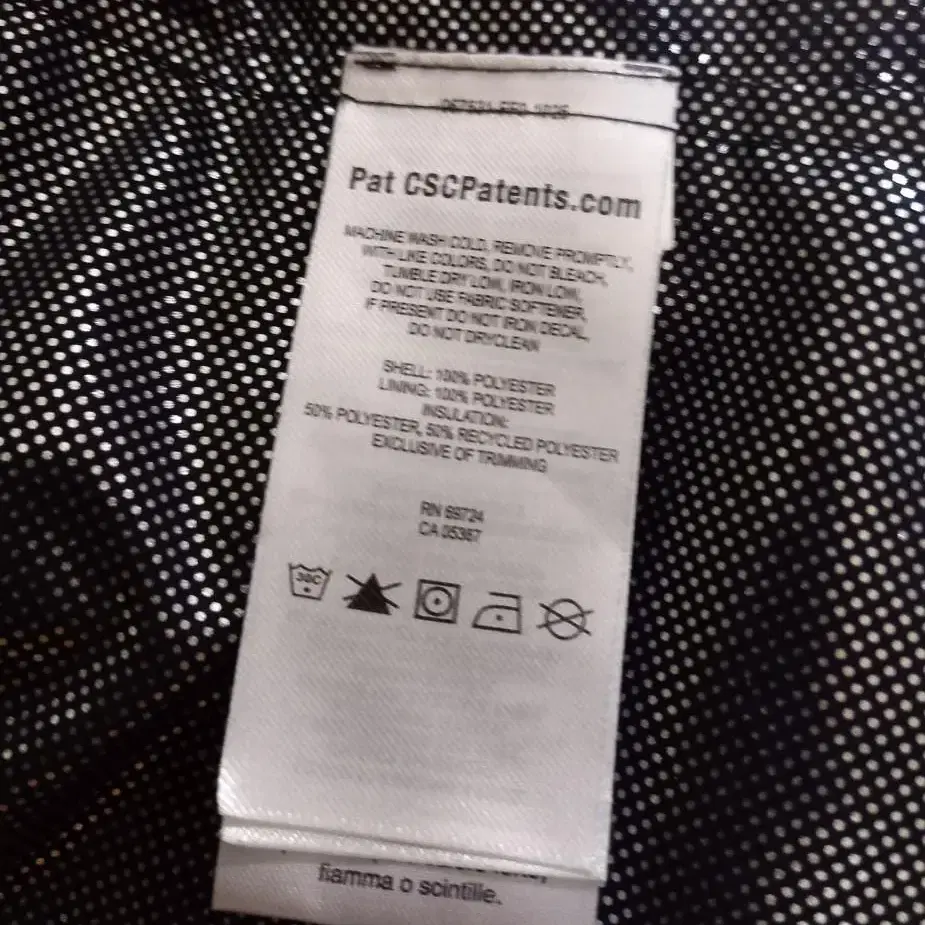 Pat CSCPatents.com
MACHINE WASH COLD, REMOVE PROMPTLY,
WITH LIKE COLORS, DO NOT BLEACH,
TUMBLE DRY LOW, IRON LOW,
DO NOT USE FABRIC SOFTENER,
IF PRESENT DO NOT IRON DECAL,
DO NOT DRYCLEAN
SHELL: 100% POLYESTER
LINING: 100% POLYESTER
INSULATION:
50% POLYESTER, 50% RECYCLED POLYESTER
EXCLUSIVE OF TRIMMING
RN 69724
CA 05367
30C
fiamma o scintille.